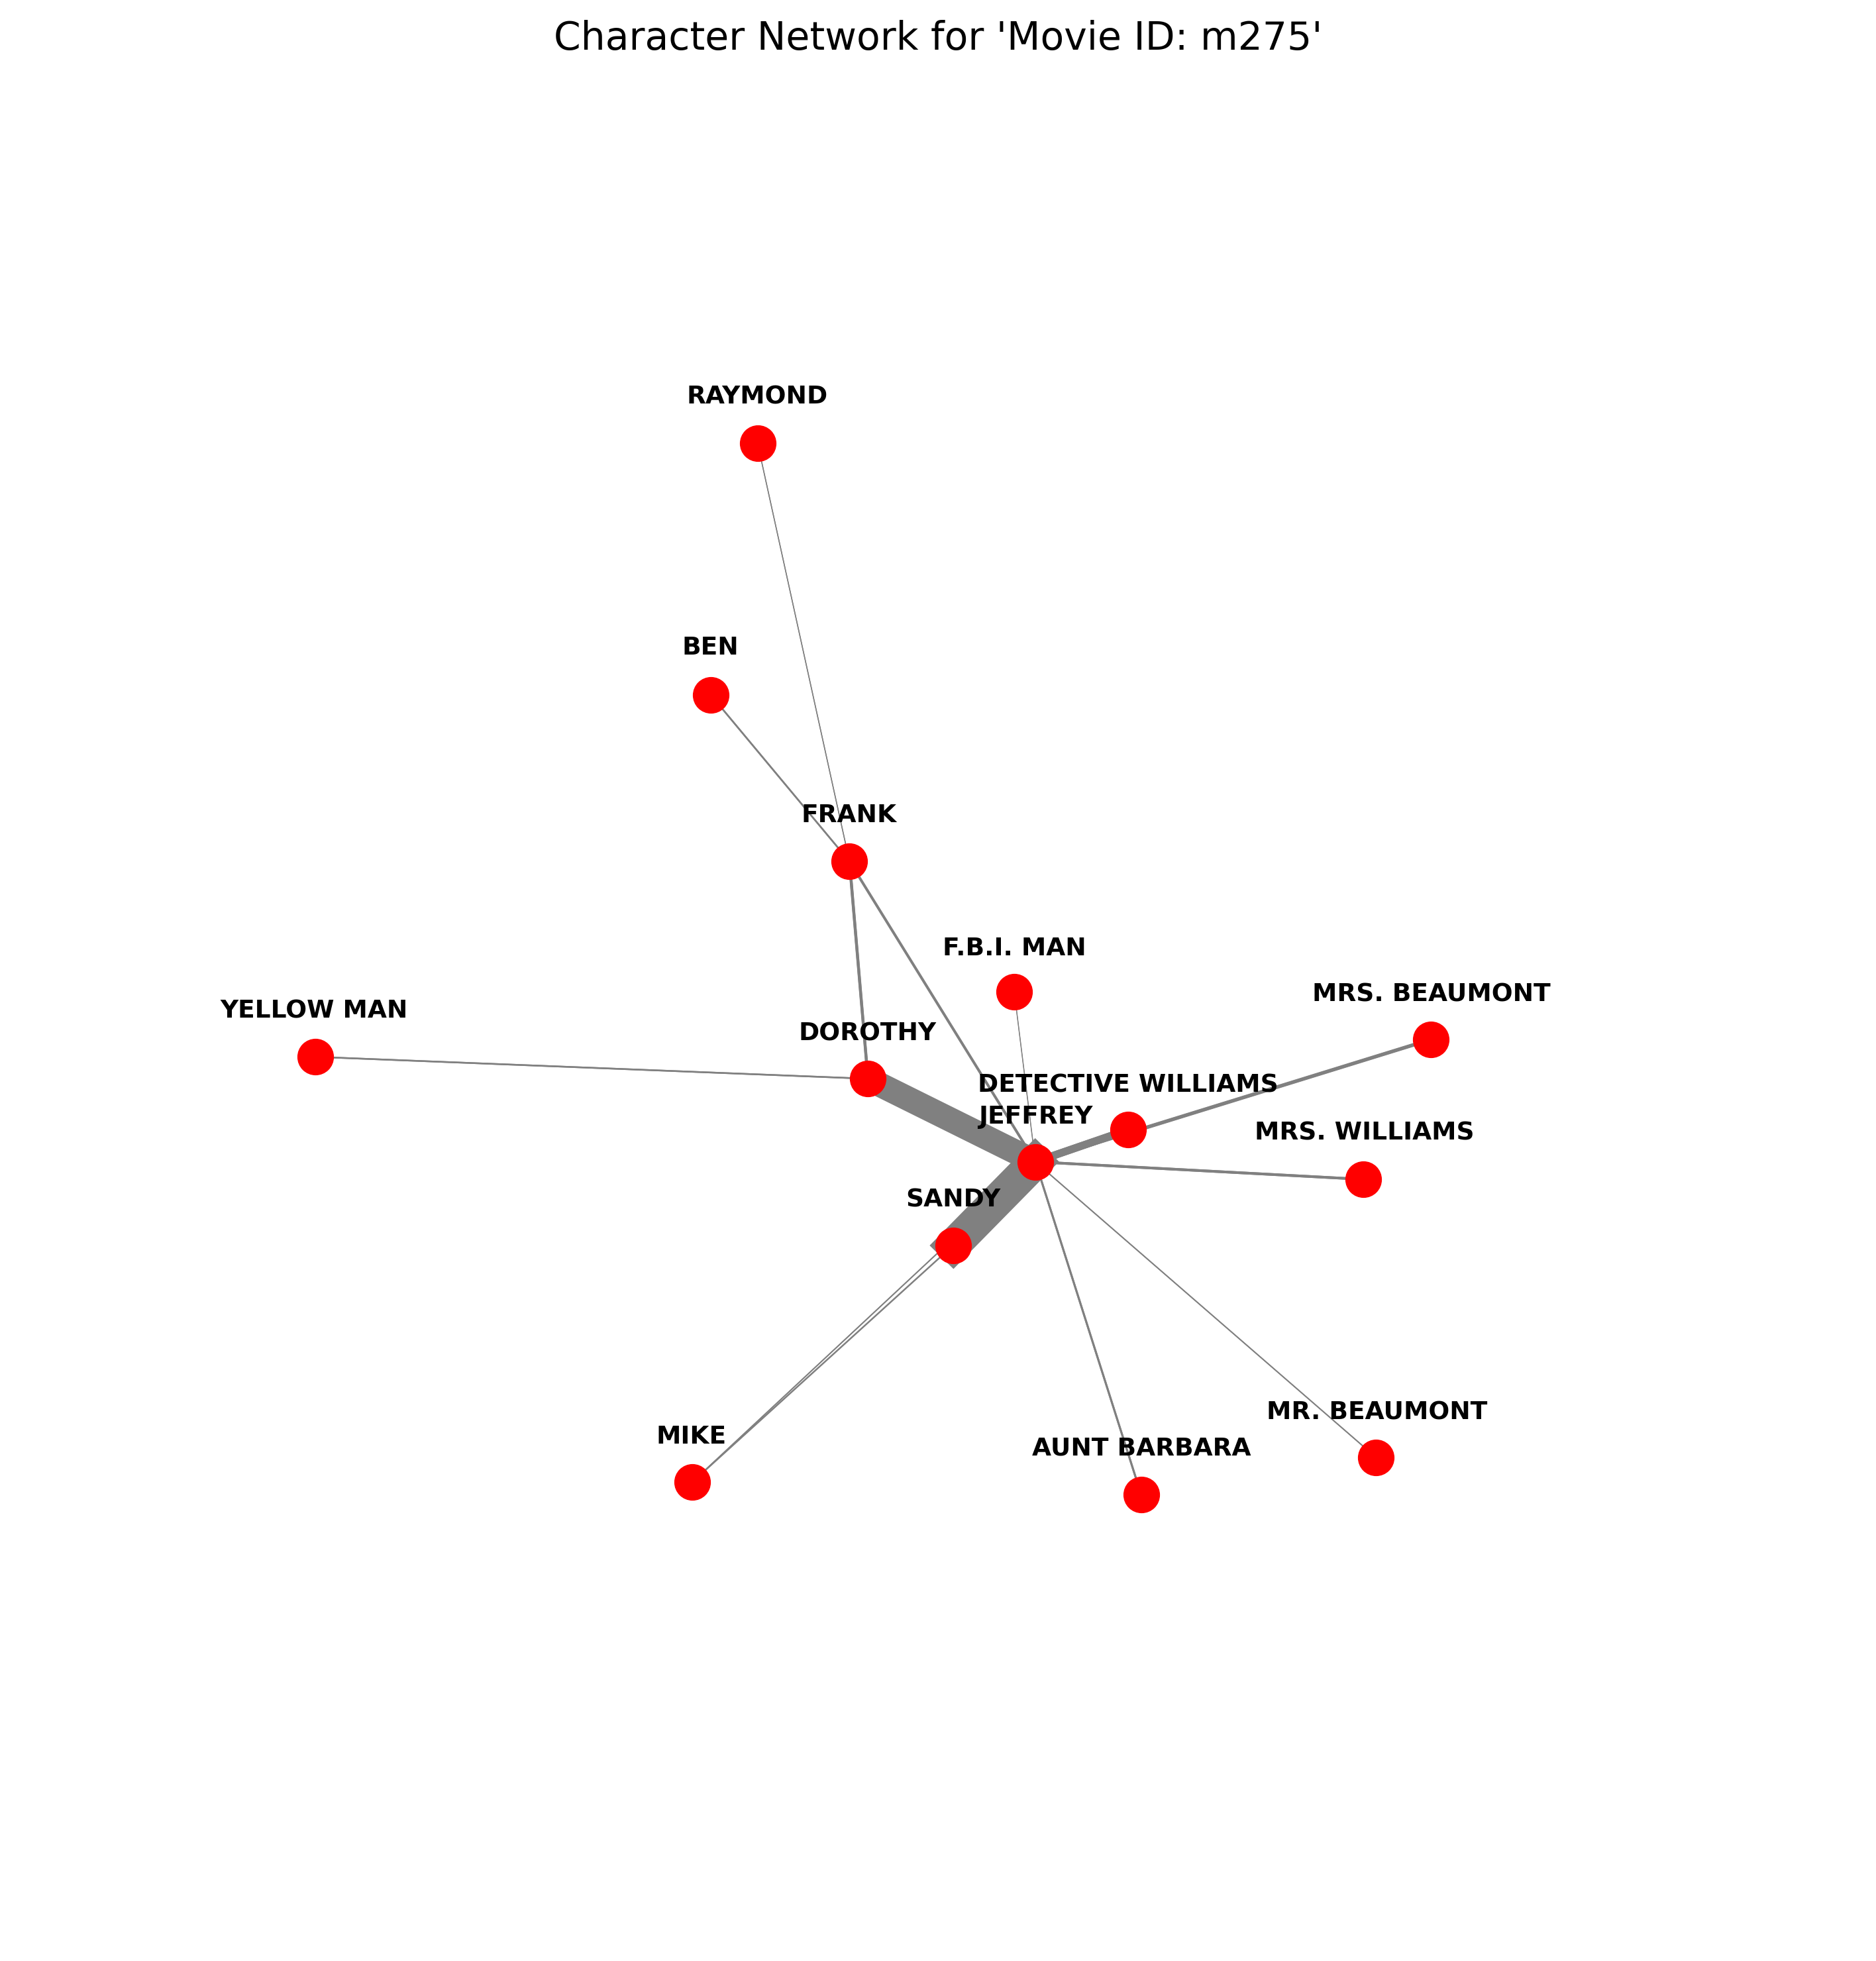 Character Network for 'Movie ID: m275'
RAYMOND
BEN
FRANK
F.B.I. MAN
MRS. BEAUMONT
YELLOW MAN
DOROTHY
DETECTIVE WILLIAMS
JEFFREY
MRS. WILLIAMS
SANDY
MR. BEAUMONT
MIKE
AUNT BARBARA